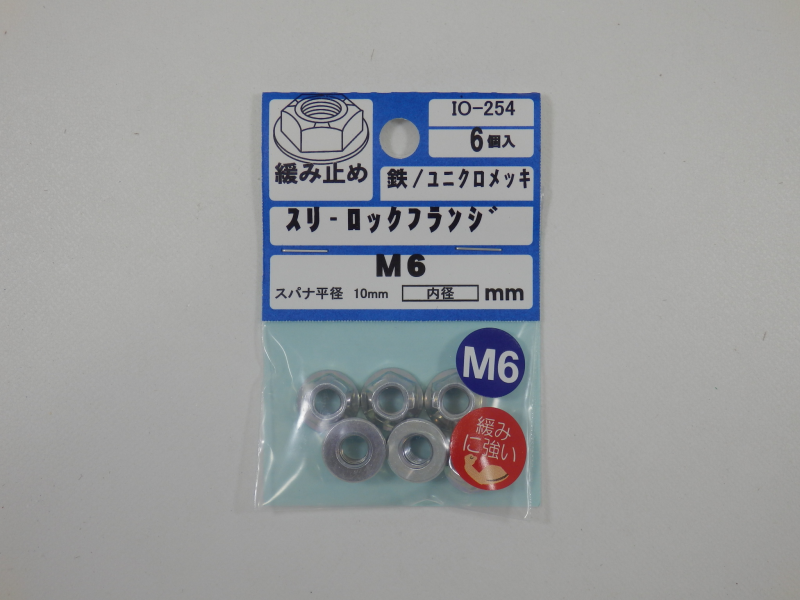 IO-254
6個入
緩み止め
鉄/ユニクロメッキ
スリーロックフランジ
M6
スパナ平径 10mm 内径 mm
M6
緩み
に強い